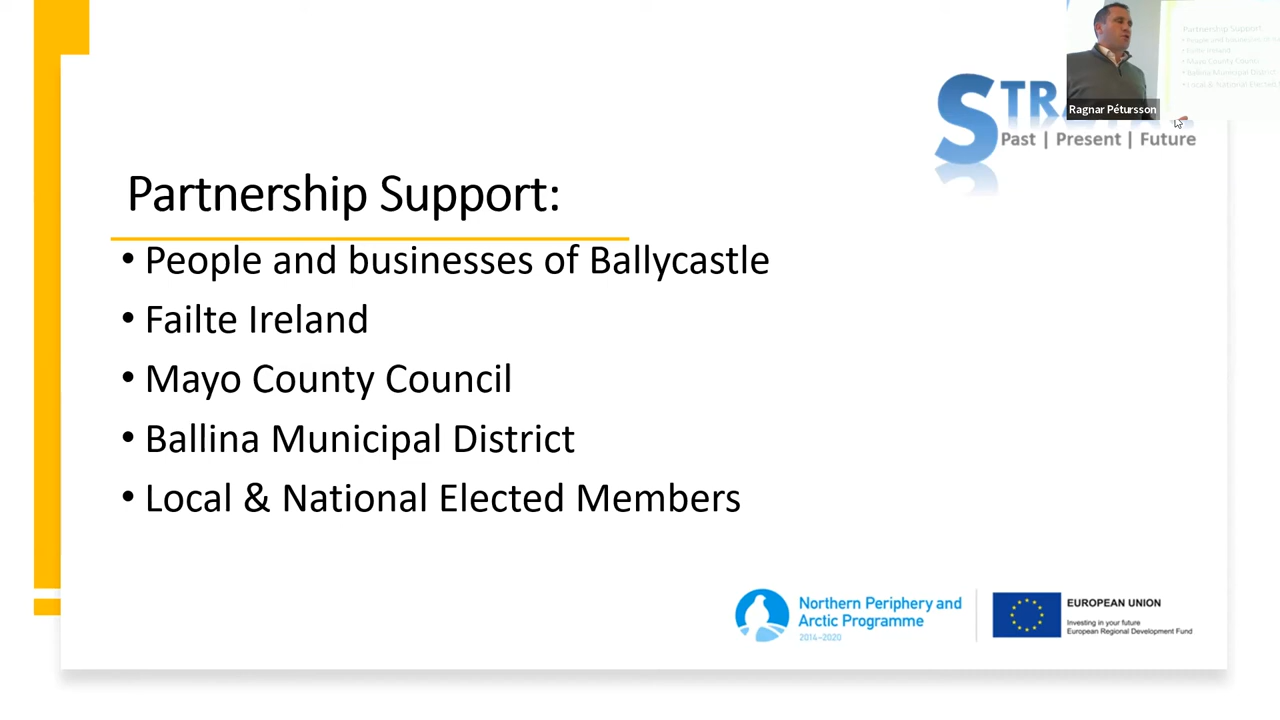 Ragnar Pétursson
Past | Present | Future
Partnership Support:
• People and businesses of Ballycastle
• Failte Ireland
• Mayo County Council
• Ballina Municipal District
• Local & National Elected Members
Northern Periphery and
Arctic Programme
2014–2020
EUROPEAN UNION
Investing in your future
European Regional Development Fund